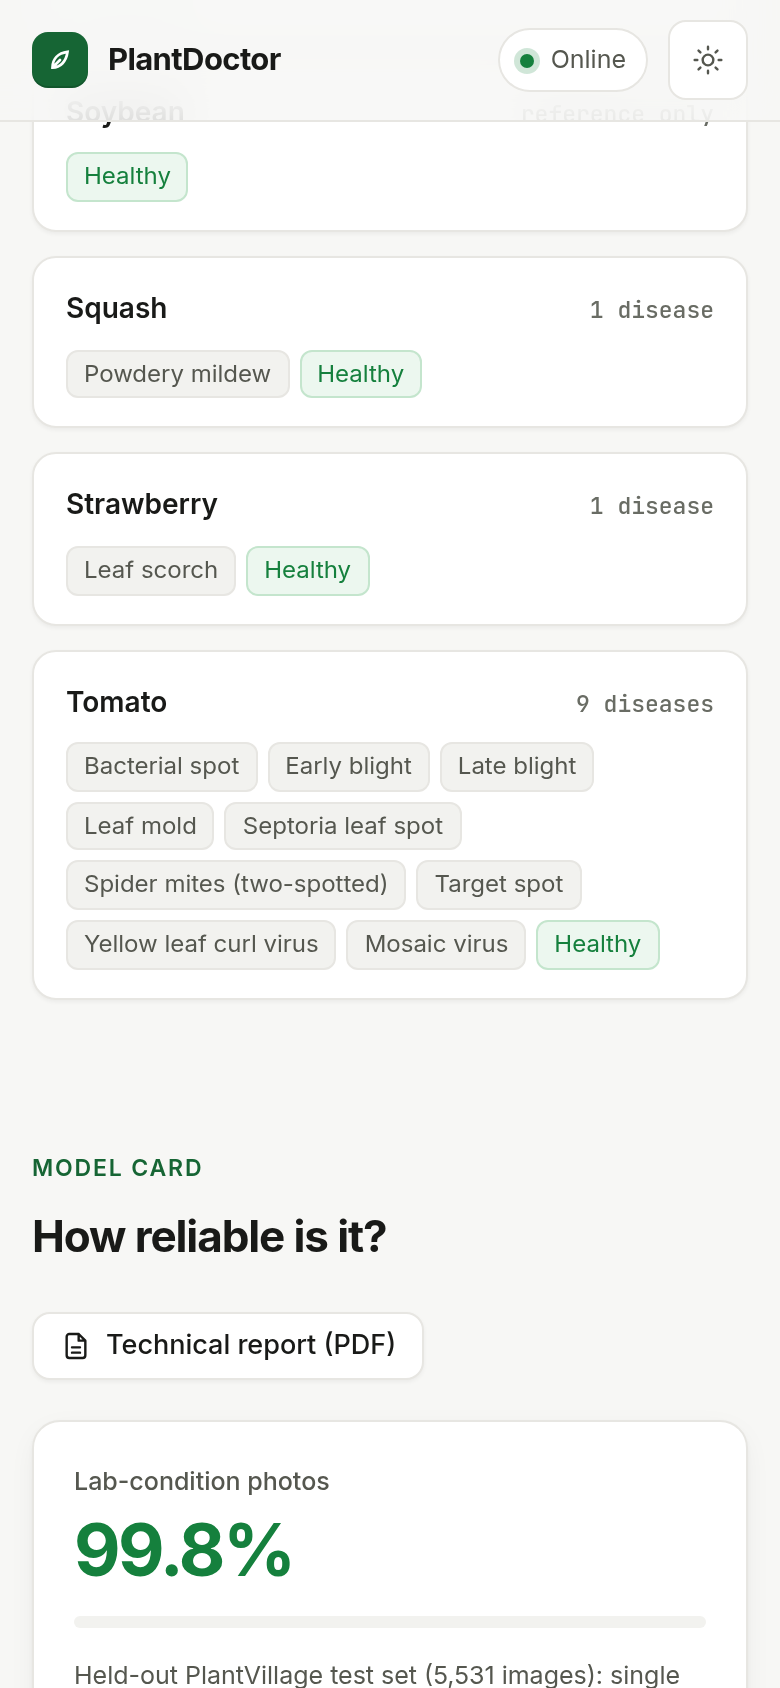 PlantDoctor
Online
Soybean
reference only
Healthy
Squash
1 disease
Powdery mildew
Healthy
Strawberry
1 disease
Leaf scorch
Healthy
Tomato
9 diseases
Bacterial spot
Early blight
Late blight
Leaf mold
Septoria leaf spot
Spider mites (two-spotted)
Target spot
Yellow leaf curl virus
Mosaic virus
Healthy
MODEL CARD
How reliable is it?
Technical report (PDF)
Lab-condition photos
99.8%
Held-out PlantVillage test set (5,531 images): single